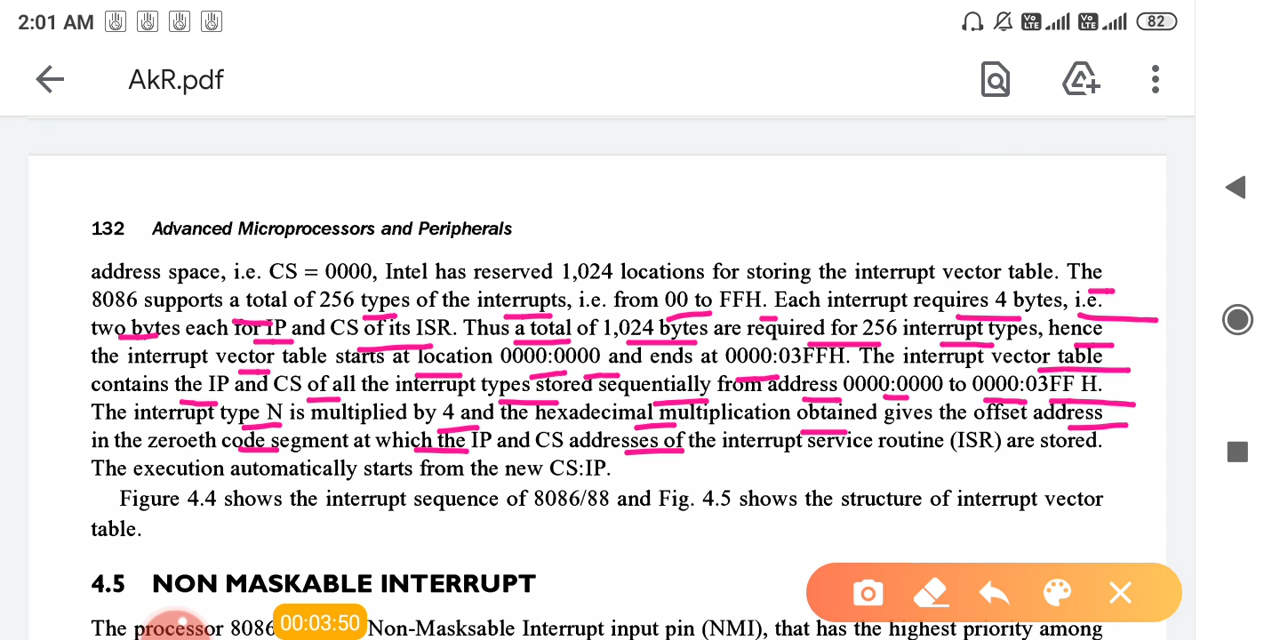 2:01 AM
Vo LTE Vo LTE 82
AkR.pdf
132 Advanced Microprocessors and Peripherals
address space, i.e. CS = 0000, Intel has reserved 1,024 locations for storing the interrupt vector table. The
8086 supports a total of 256 types of the interrupts, i.e. from 00 to FFH. Each interrupt requires 4 bytes, i.e.
two bytes each for IP and CS of its ISR. Thus a total of 1,024 bytes are required for 256 interrupt types, hence
the interrupt vector table starts at location 0000:0000 and ends at 0000:03FFH. The interrupt vector table
contains the IP and CS of all the interrupt types stored sequentially from address 0000:0000 to 0000:03FF H.
The interrupt type N is multiplied by 4 and the hexadecimal multiplication obtained gives the offset address
in the zeroeth code segment at which the IP and CS addresses of the interrupt service routine (ISR) are stored.
The execution automatically starts from the new CS:IP.
Figure 4.4 shows the interrupt sequence of 8086/88 and Fig. 4.5 shows the structure of interrupt vector
table.
4.5 NON MASKABLE INTERRUPT
The processor 8086 Non-Masksable Interrupt input pin (NMI), that has the highest priority among
00:03:50